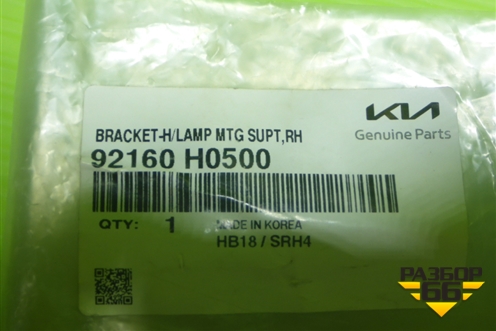 KIA
Genuine Parts
BRACKET-H/LAMP MTG SUPT,RH
92160 H0500
QTY: 1 MADE IN KOREA
HB18 / SRH4
РАЗБОР
66